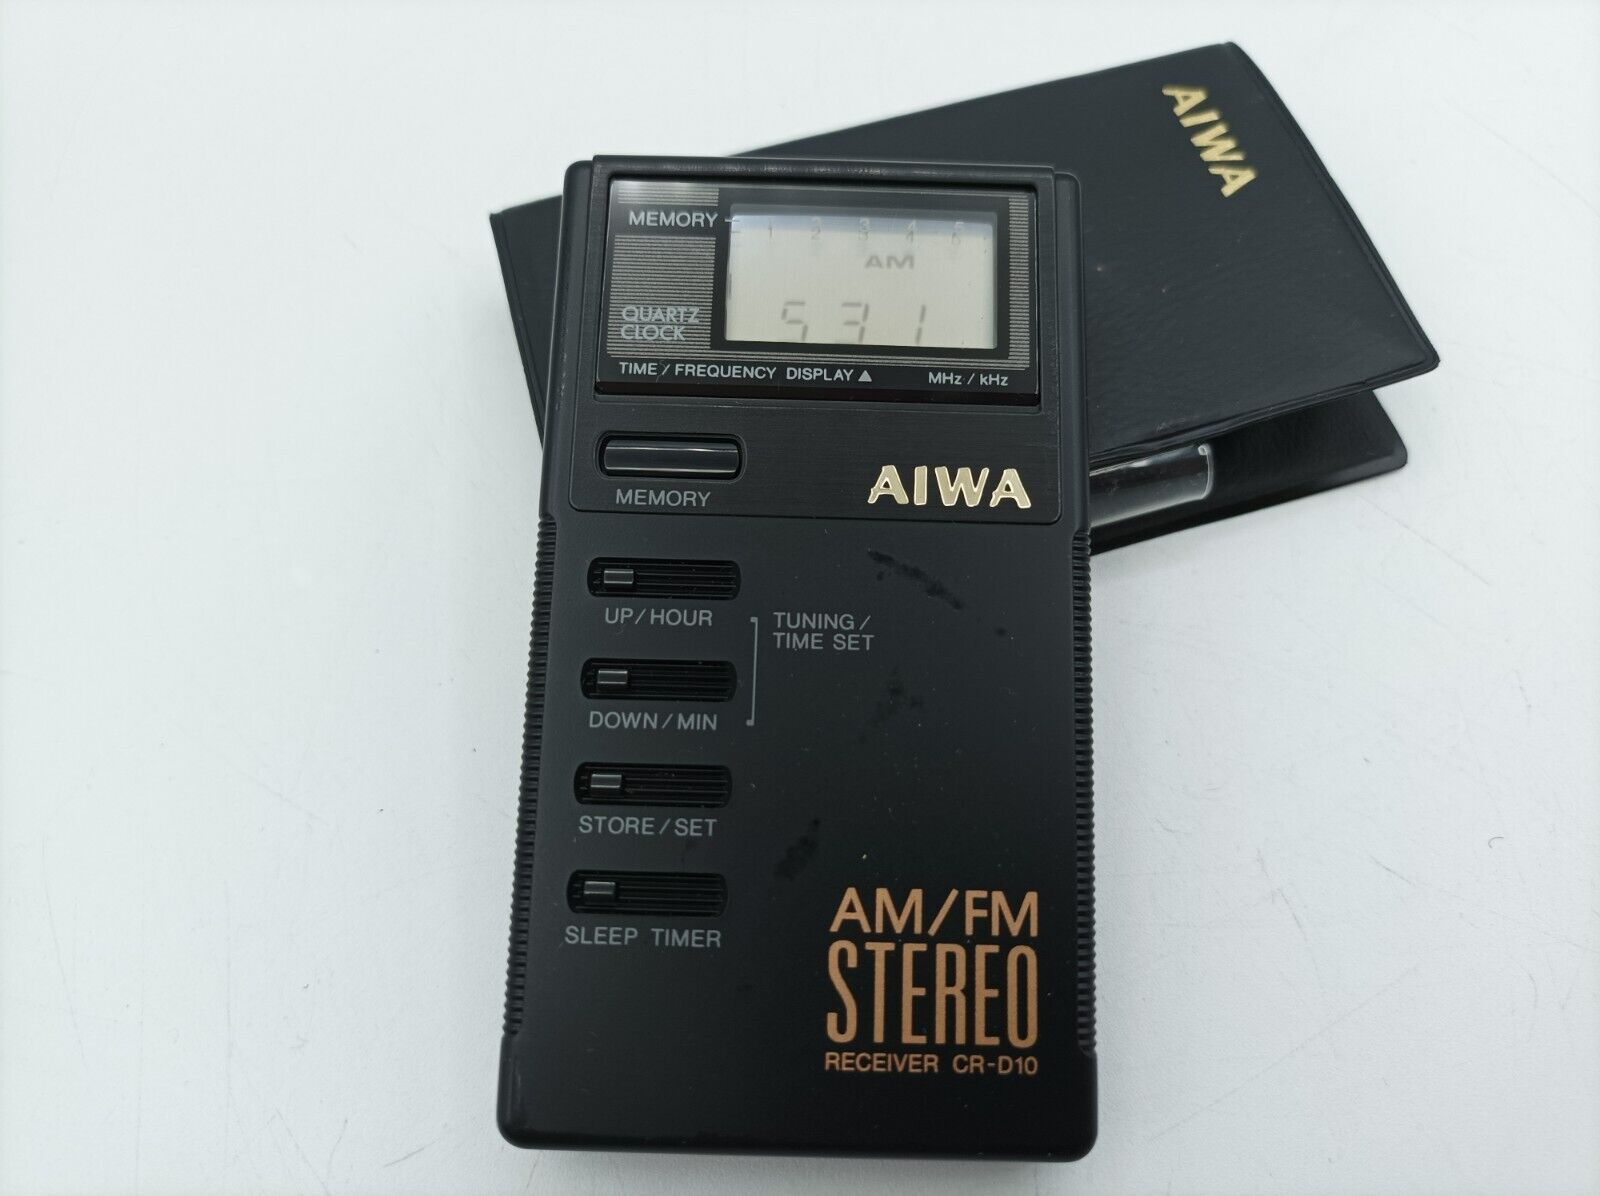 AIWA
MEMORY
1 2 3 4 5
AM
531
QUARTZ
CLOCK
TIME / FREQUENCY DISPLAY ▲ MHz / kHz
MEMORY
AIWA
UP/HOUR
TUNING/
TIME SET
DOWN/MIN
STORE/SET
SLEEP TIMER
AM/FM
STEREO
RECEIVER CR-D10